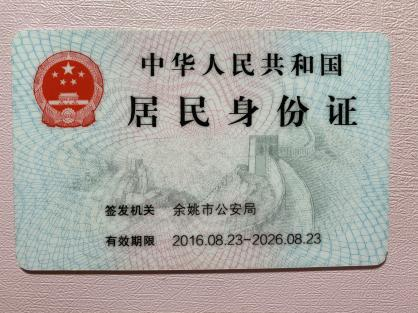 中华人民共和国
居民身份证
签发机关 余姚市公安局
有效期限 2016.08.23-2026.08.23